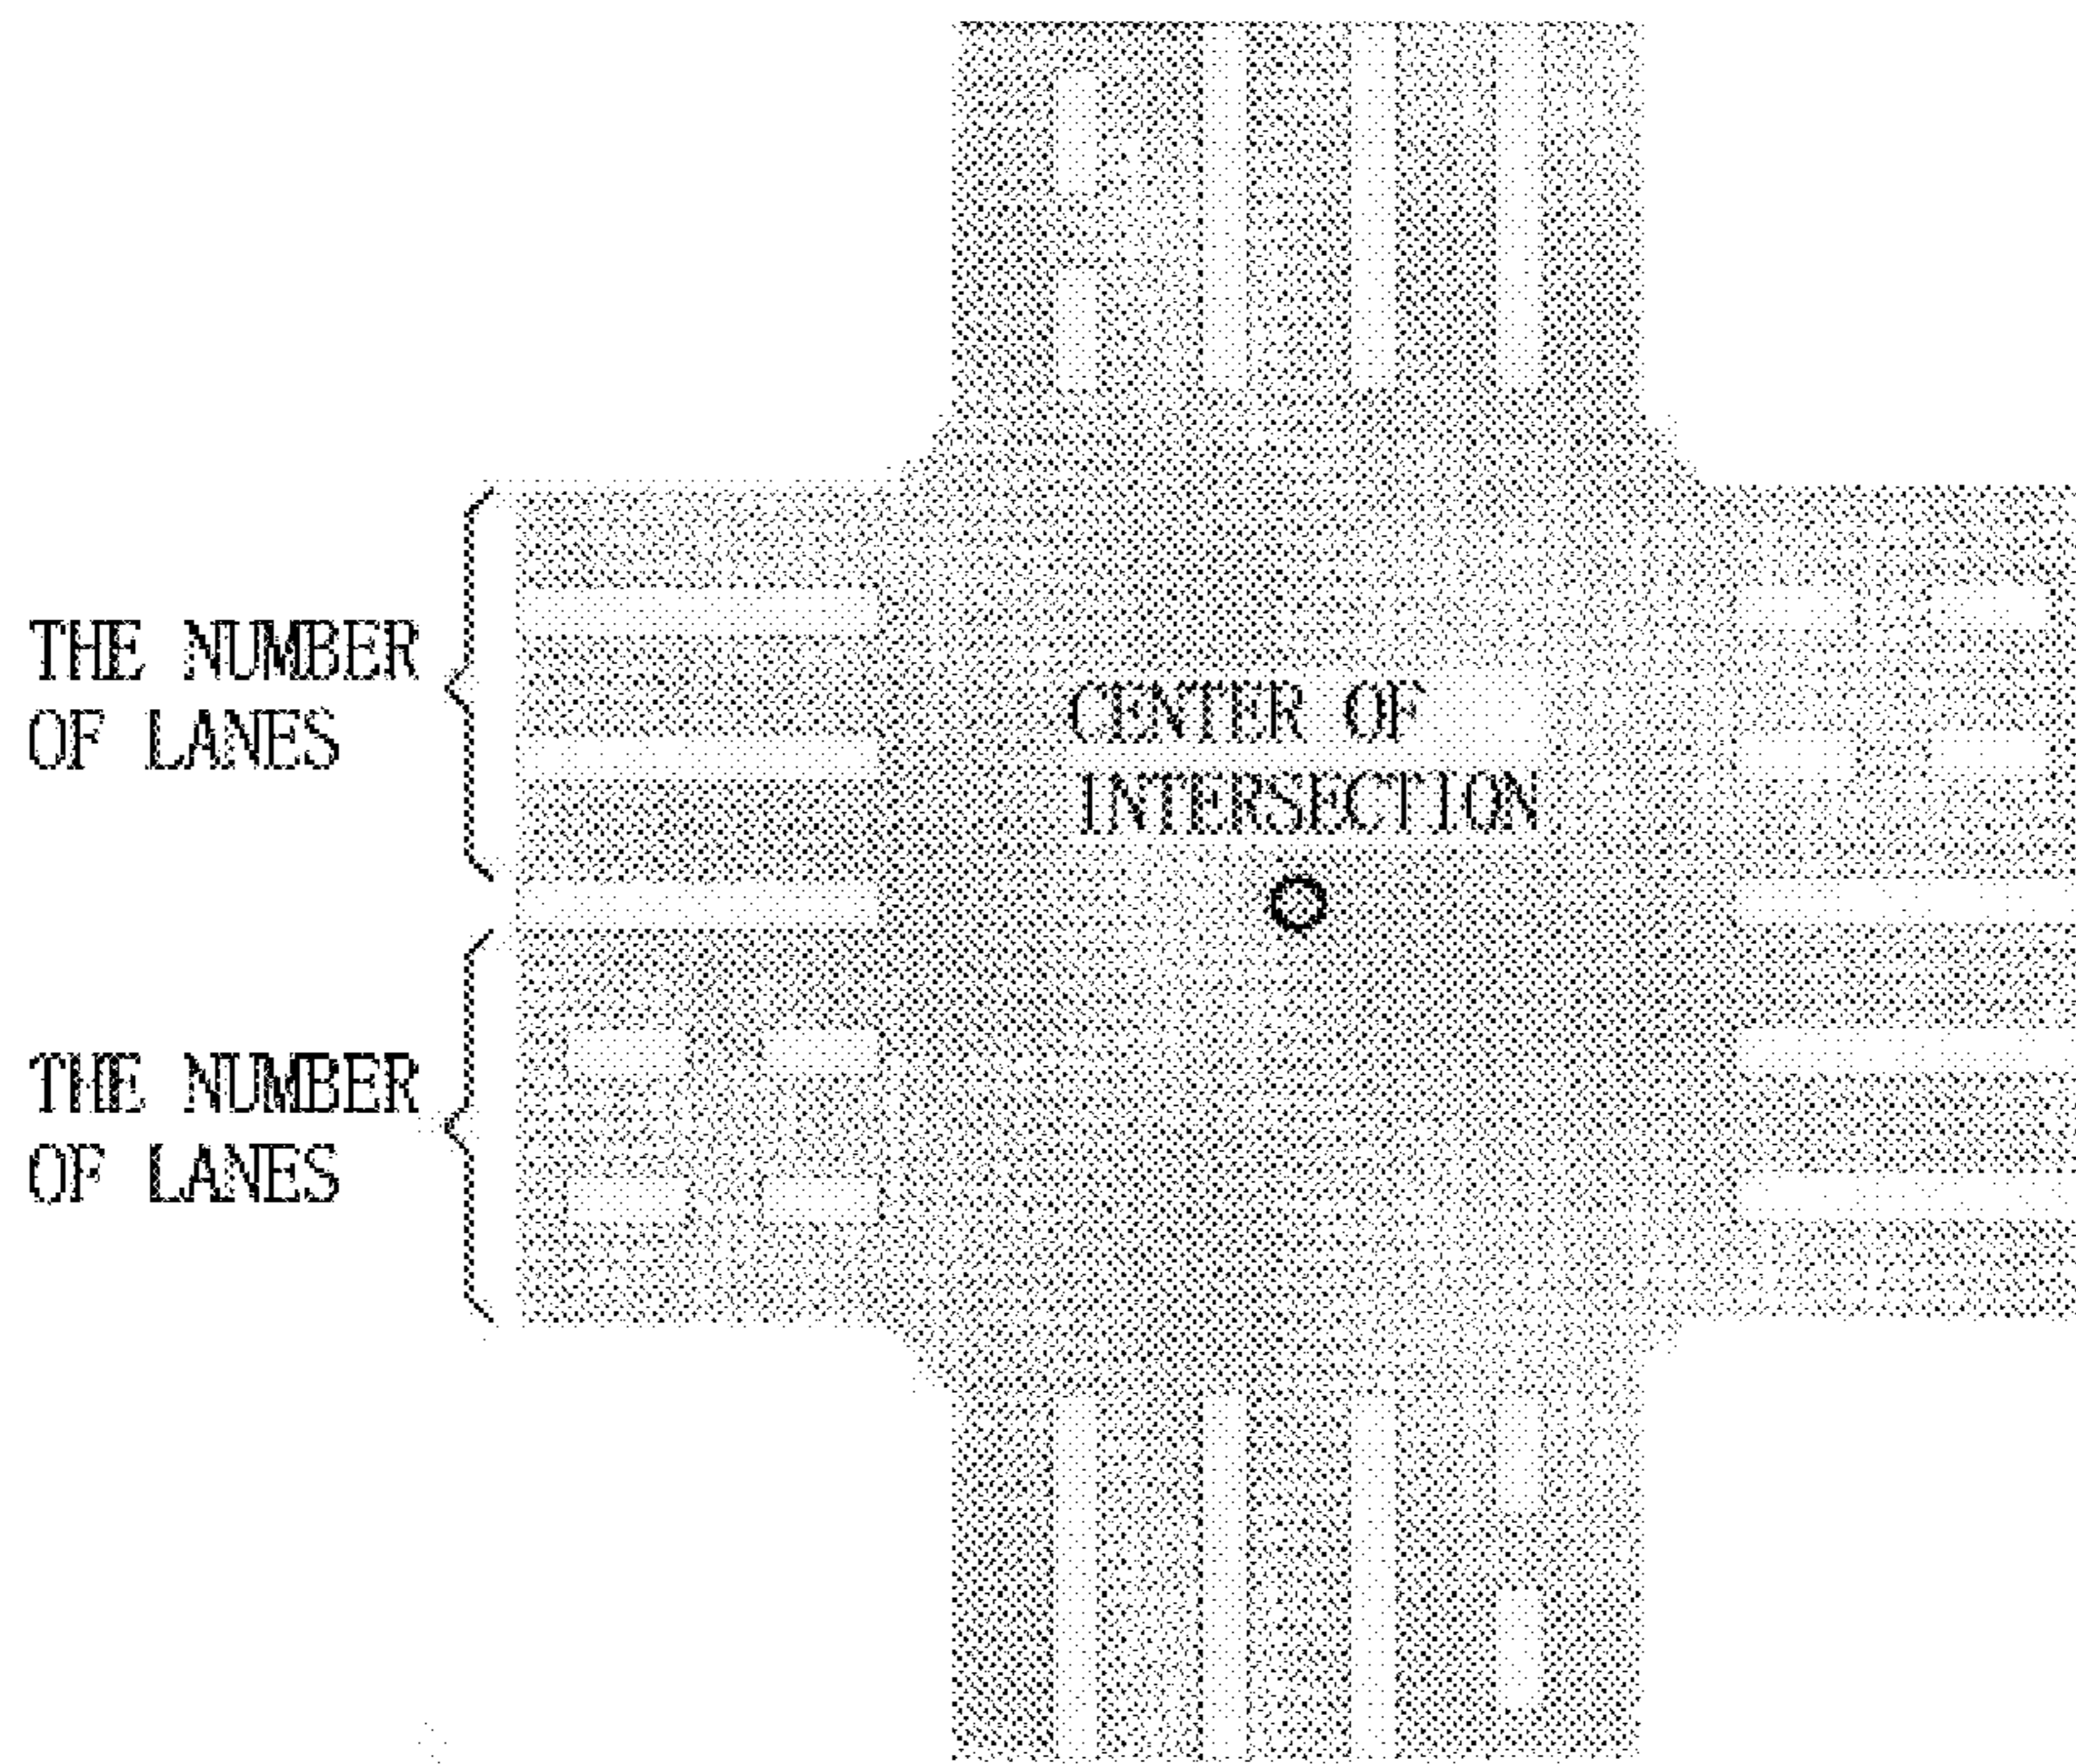 THE NUMBER
OF LANES
CENTER OF
INTERSECTION
THE NUMBER
OF LANES